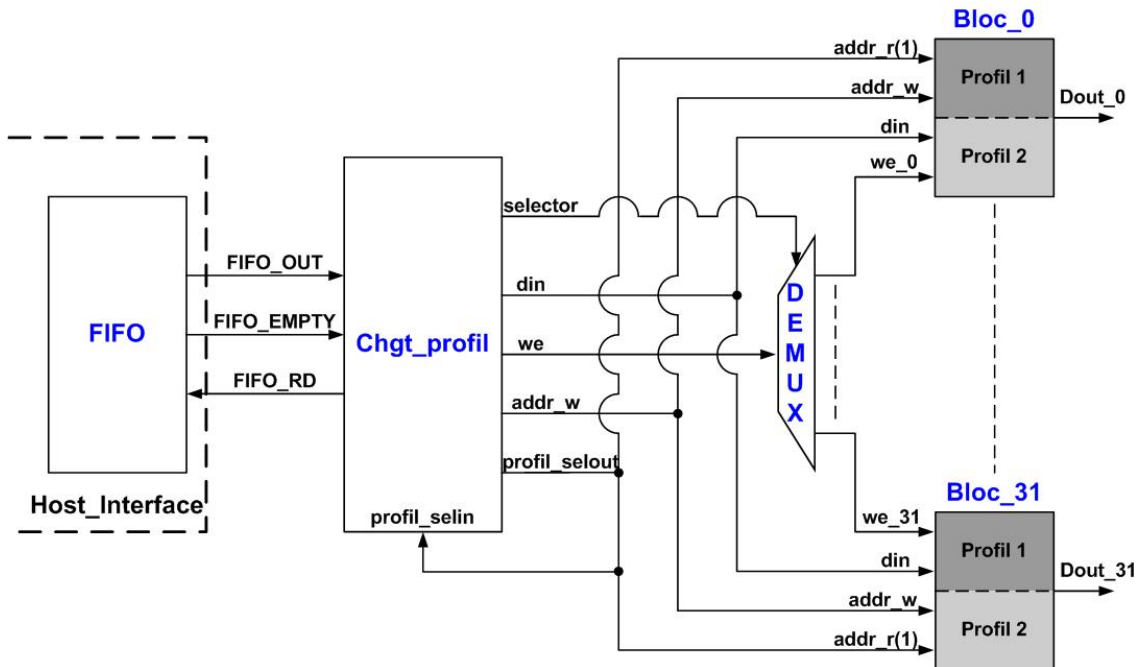 Bloc_0
addr_r(1)
Profil 1
addr_w
Dout_0
din
Profil 2
we_0
selector
FIFO_OUT
din
FIFO
FIFO_EMPTY
Chgt_profil
we
D
E
M
U
X
FIFO_RD
addr_w
profil_selout
Host_Interface
profil_selin
Bloc_31
we_31
Profil 1
din
Dout_31
addr_w
Profil 2
addr_r(1)